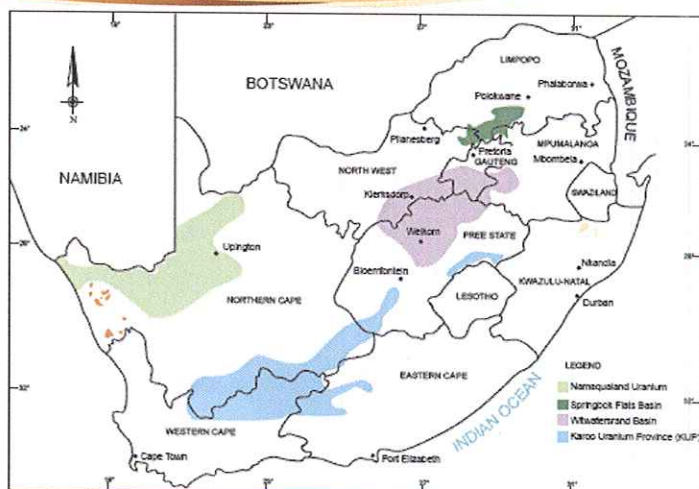 BOTSWANA
NAMIBIA
MOZAMBIQUE
LIMPOPO
Phalaborwa
Polokwane
Pilanesberg
MPUMALANGA
Pretoria
GAUTENG
Mbombela
NORTH WEST
SWAZILAND
Klerksdorp
Welkom
FREE STATE
Upington
Bloemfontein
Nkandla
KWAZULU-NATAL
LESOTHO
Durban
NORTHERN CAPE
EASTERN CAPE
WESTERN CAPE
INDIAN OCEAN
Cape Town
Port Elizabeth
N
LEGEND
Namaqualand Uranium
Springbok Flats Basin
Witwatersrand Basin
Karoo Uranium Province (KUP)